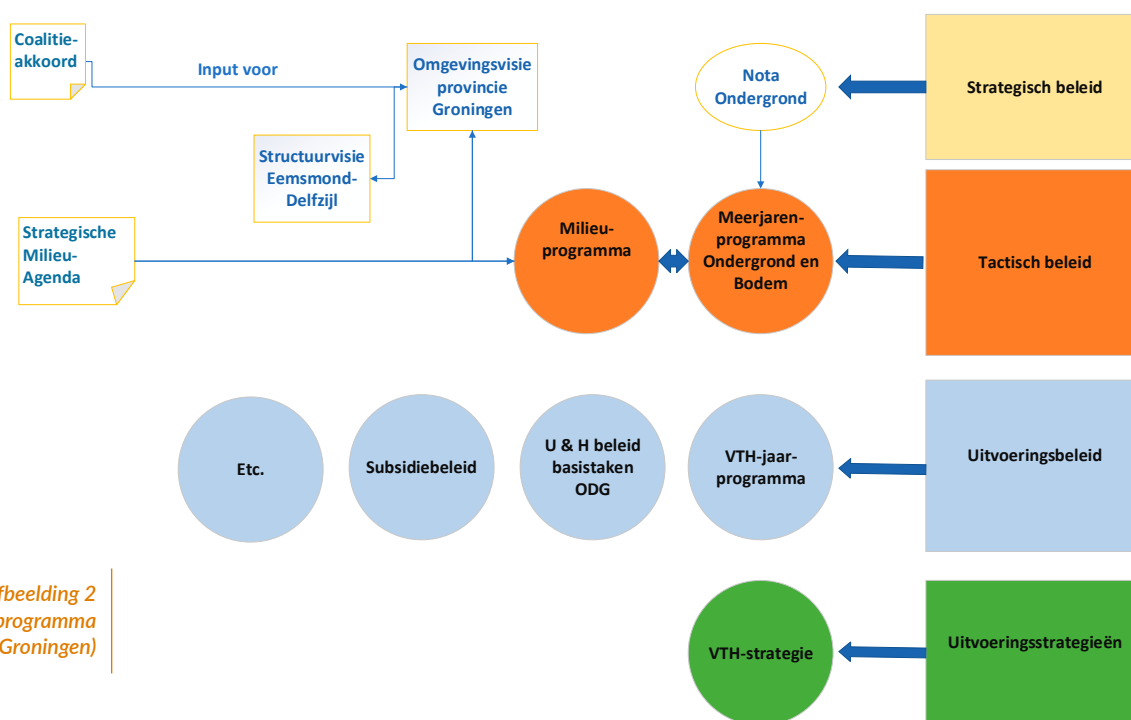 Coalitie-
akkoord
Input voor
Omgevingsvisie
provincie
Groningen
Nota
Ondergrond
Strategisch beleid
Structuurvisie
Eemsmond-
Delfzijl
Strategische
Milieu-
Agenda
Milieu-
programma
Meerjaren-
programma
Ondergrond en
Bodem
Tactisch beleid
Etc.
Subsidiebeleid
U & H beleid
basistaken
ODG
VTH-jaar-
programma
Uitvoeringsbeleid
fbeelding 2
programma
Groningen)
VTH-strategie
Uitvoeringsstrategieën